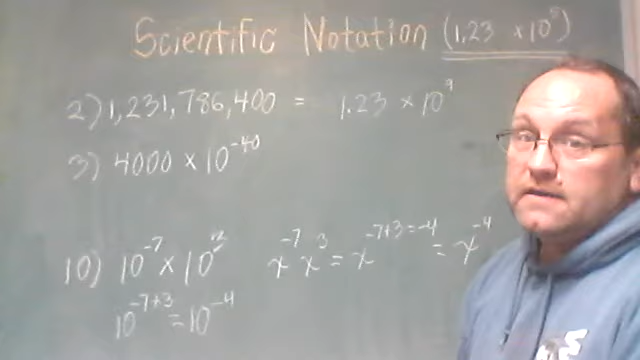 Scientific Notation (1.23 x10⁵)
2) 1,231,786,400 = 1.23 x 10⁹
3) 4000 x 10⁻⁴⁰
10) 10⁻⁷ x 10³ x⁻⁷ x³ = x⁻⁷⁺³⁼⁻⁴ = x⁻⁴
10⁻⁷⁺³ = 10⁻⁴